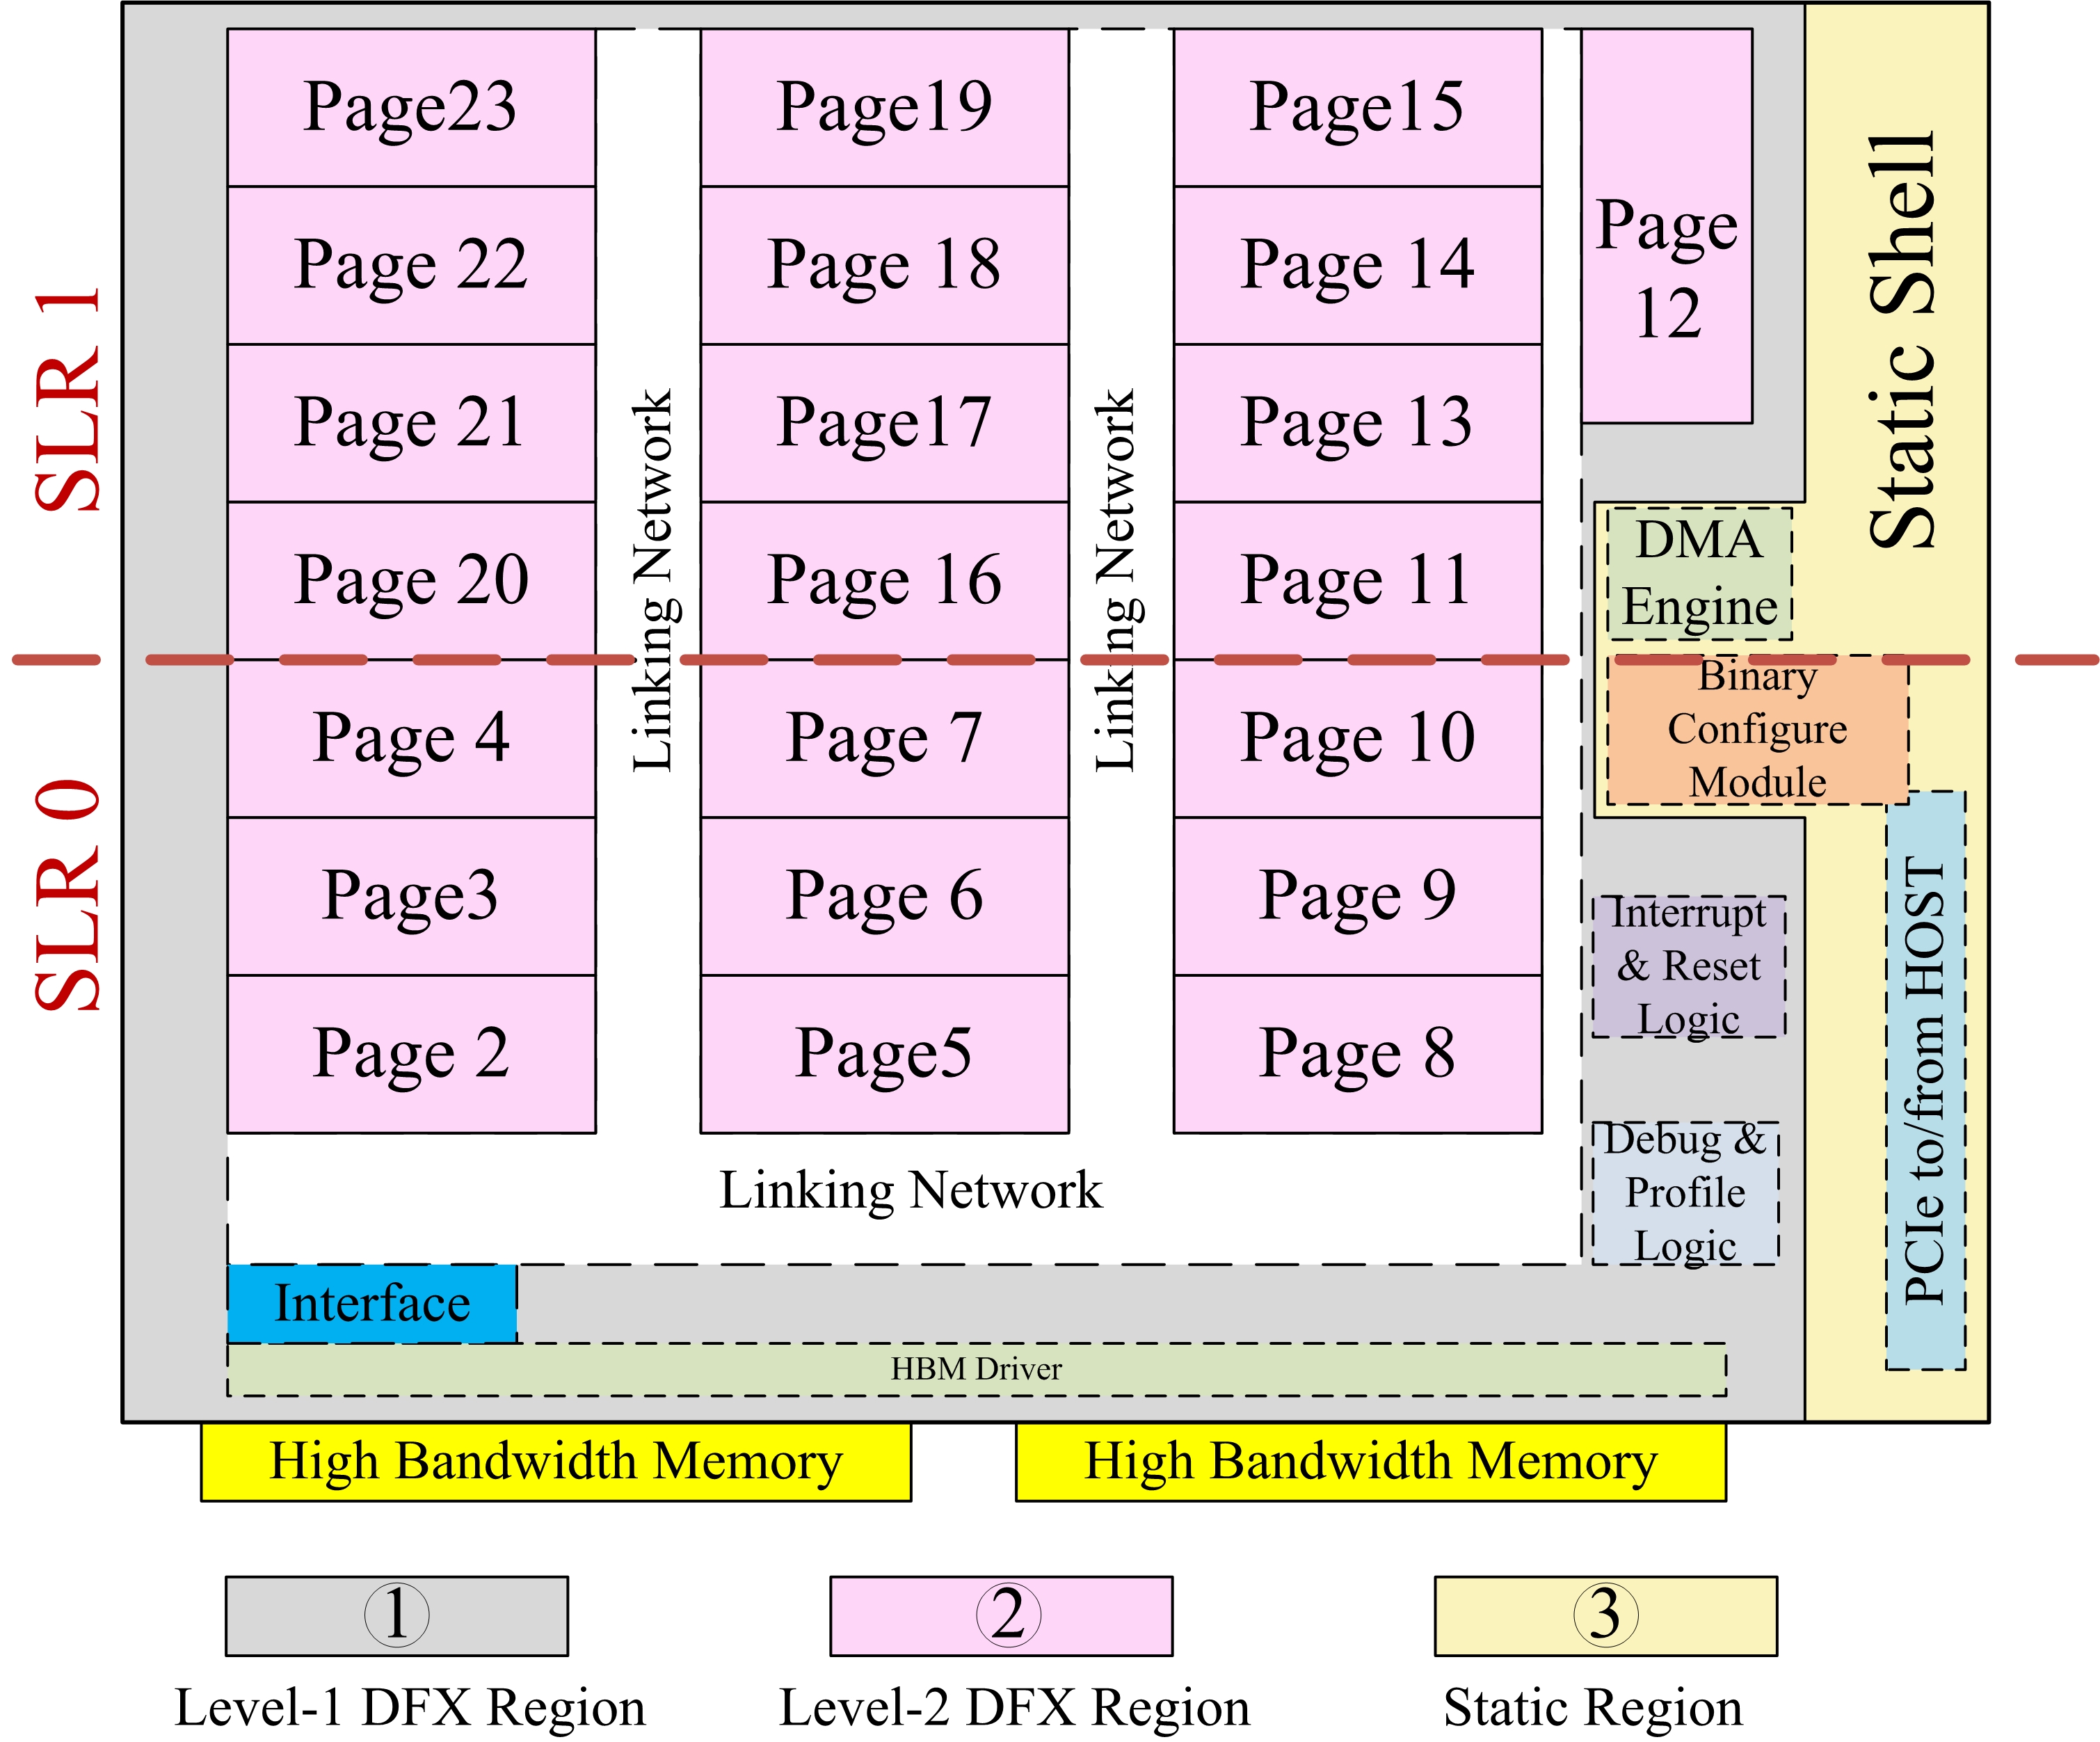 Page23
Page19
Page15
Page
12
Static Shell
SLR 1
Page 22
Page 18
Page 14
Page 21
Page17
Page 13
Linking Network
Linking Network
Page 20
Page 16
Page 11
DMA
Engine
SLR 0
Page 4
Page 7
Page 10
Binary
Configure
Module
Page3
Page 6
Page 9
Interrupt
& Reset
Logic
PCIe to/from HOST
Page 2
Page5
Page 8
Debug &
Profile
Logic
Linking Network
Interface
HBM Driver
High Bandwidth Memory
High Bandwidth Memory
①
②
③
Level-1 DFX Region
Level-2 DFX Region
Static Region